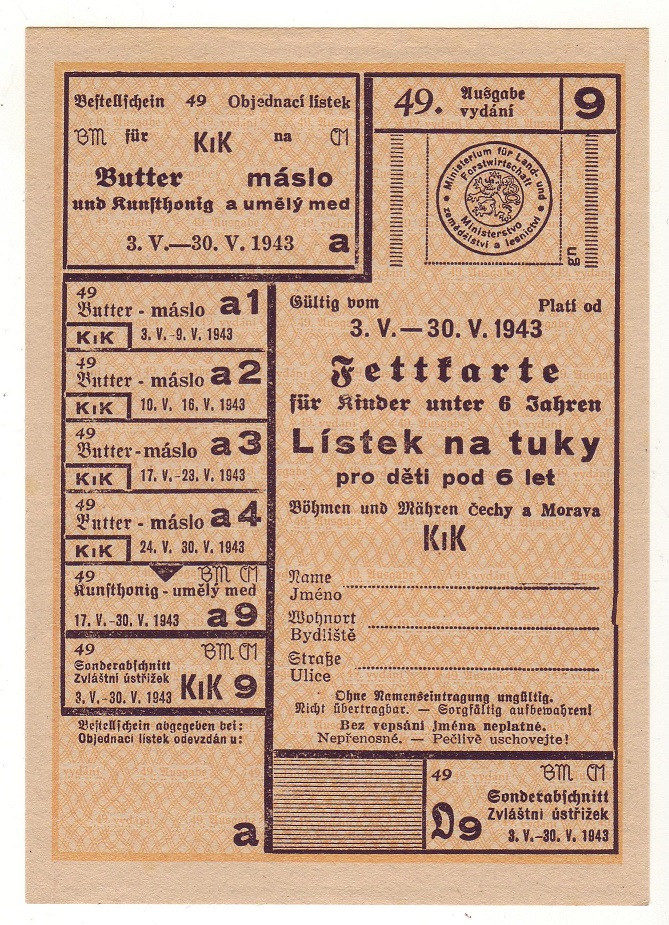 Bestellschein 49 Objednací lístek
BM für KiK na ČM
Butter máslo
und Kunsthonig a umělý med
3. V.—30. V. 1943 a
49. Ausgabe
vydání
9
Ministerium für Land- und
Forstwirtschaft
Ministerstvo
zemědělství a lesnictví
ug
49
Butter - máslo a1
KiK 3. V. -9. V. 1943
49
Butter - máslo a2
KiK 10. V. 16. V. 1943
49
Butter - máslo a3
KiK 17. V. -23. V. 1943
49
Butter - máslo a4
KiK 24. V. 30. V. 1943
49 BM ČM
Kunsthonig - umělý med
17. V. -30. V. 1943 a9
49 BM ČM
Sonderabschnitt
Zvláštní ústřižek
3. V.-30. V. 1943 KiK 9
Bestellschein abgegeben bei:
Objednací lístek odevzdán u:
a
Gültig vom Platí od
3. V. — 30. V. 1943
Fettkarte
für Kinder unter 6 Jahren
Lístek na tuky
pro děti pod 6 let
Böhmen und Mähren Čechy a Morava
KiK
Name
Jméno
Wohnort
Bydliště
Straße
Ulice
Ohne Namenseintragung ungültig.
Nicht übertragbar. — Sorgfältig aufbewahren!
Bez vepsání jména neplatné.
Nepřenosné. — Pečlivě uschovejte!
49 BM ČM
Sonderabschnitt
Zvláštní ústřižek
D9 3. V.-30. V. 1943